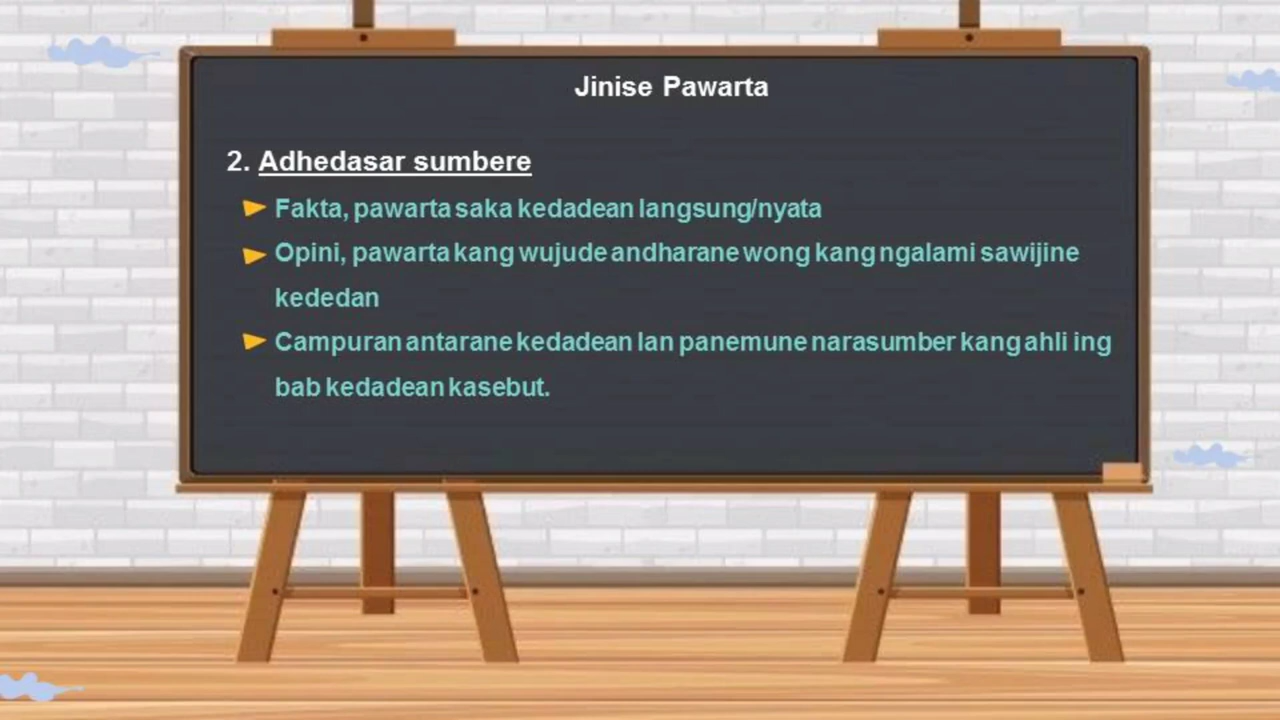 Jinise Pawarta
2. Adhedasar sumbere
Fakta, pawarta saka kedadean langsung/nyata
Opini, pawarta kang wujude andharane wong kang ngalami sawijine
kededan
Campuran antarane kedadean lan panemune narasumber kang ahli ing
bab kedadean kasebut.